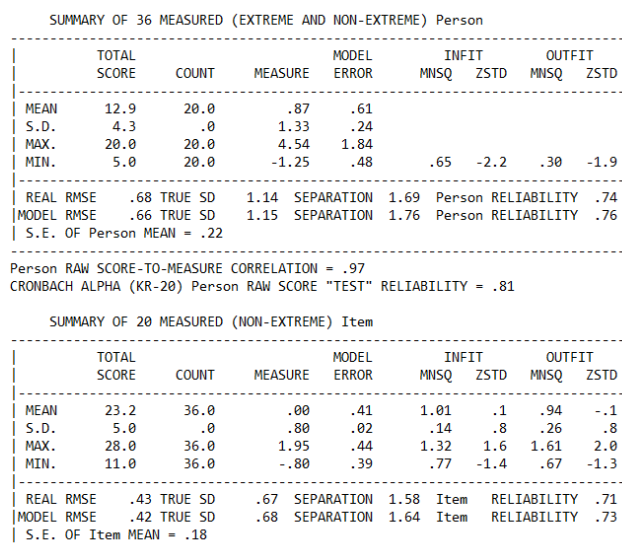 SUMMARY OF 36 MEASURED (EXTREME AND NON-EXTREME) Person
TOTAL MODEL INFIT OUTFIT
SCORE COUNT MEASURE ERROR MNSQ ZSTD MNSQ ZSTD
MEAN 12.9 20.0 .87 .61
S.D. 4.3 .0 1.33 .24
MAX. 20.0 20.0 4.54 1.84
MIN. 5.0 20.0 -1.25 .48 .65 -2.2 .30 -1.9
REAL RMSE .68 TRUE SD 1.14 SEPARATION 1.69 Person RELIABILITY .74
MODEL RMSE .66 TRUE SD 1.15 SEPARATION 1.76 Person RELIABILITY .76
S.E. OF Person MEAN = .22
Person RAW SCORE-TO-MEASURE CORRELATION = .97
CRONBACH ALPHA (KR-20) Person RAW SCORE "TEST" RELIABILITY = .81
SUMMARY OF 20 MEASURED (NON-EXTREME) Item
TOTAL MODEL INFIT OUTFIT
SCORE COUNT MEASURE ERROR MNSQ ZSTD MNSQ ZSTD
MEAN 23.2 36.0 .00 .41 1.01 .1 .94 -.1
S.D. 5.0 .0 .80 .02 .14 .8 .26 .8
MAX. 28.0 36.0 1.95 .44 1.32 1.6 1.61 2.0
MIN. 11.0 36.0 -.80 .39 .77 -1.4 .67 -1.3
REAL RMSE .43 TRUE SD .67 SEPARATION 1.58 Item RELIABILITY .71
MODEL RMSE .42 TRUE SD .68 SEPARATION 1.64 Item RELIABILITY .73
S.E. OF Item MEAN = .18